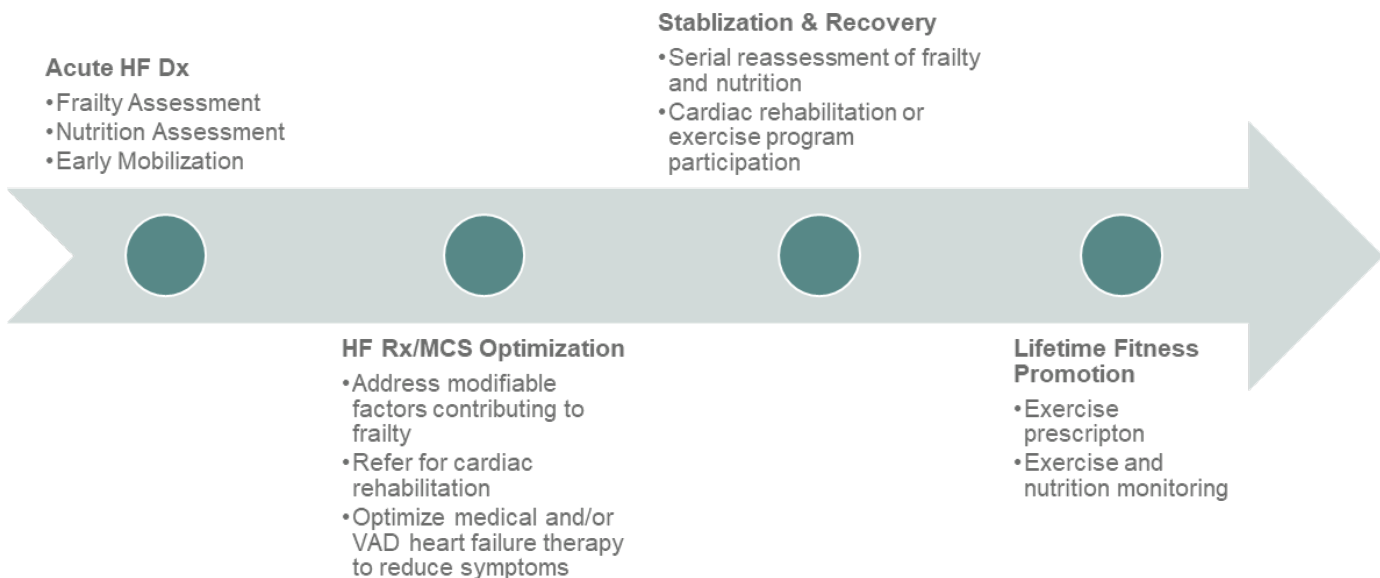 Acute HF Dx
•Frailty Assessment
•Nutrition Assessment
•Early Mobilization
HF Rx/MCS Optimization
•Address modifiable
factors contributing to
frailty
•Refer for cardiac
rehabilitation
•Optimize medical and/or
VAD heart failure therapy
to reduce symptoms
Stablization & Recovery
•Serial reassessment of frailty
and nutrition
•Cardiac rehabilitation or
exercise program
participation
Lifetime Fitness
Promotion
•Exercise
prescripton
•Exercise and
nutrition monitoring